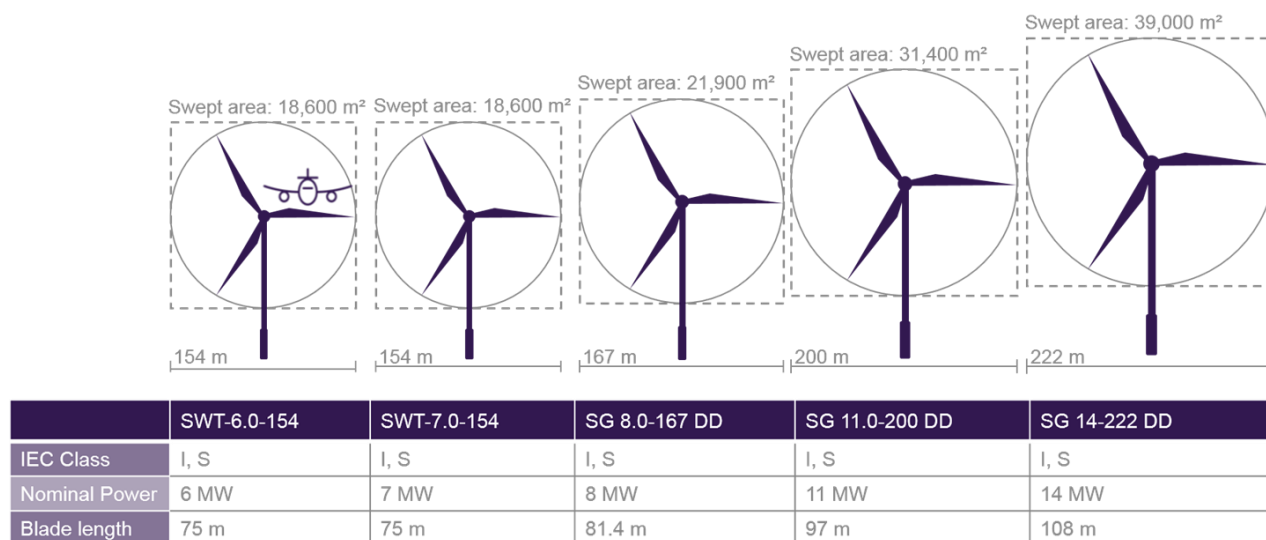 Swept area: 39,000 m²
Swept area: 31,400 m²
Swept area: 21,900 m²
Swept area: 18,600 m² Swept area: 18,600 m²
154 m 154 m 167 m 200 m 222 m
SWT-6.0-154 SWT-7.0-154 SG 8.0-167 DD SG 11.0-200 DD SG 14-222 DD
IEC Class I, S I, S I, S I, S I, S
Nominal Power 6 MW 7 MW 8 MW 11 MW 14 MW
Blade length 75 m 75 m 81.4 m 97 m 108 m